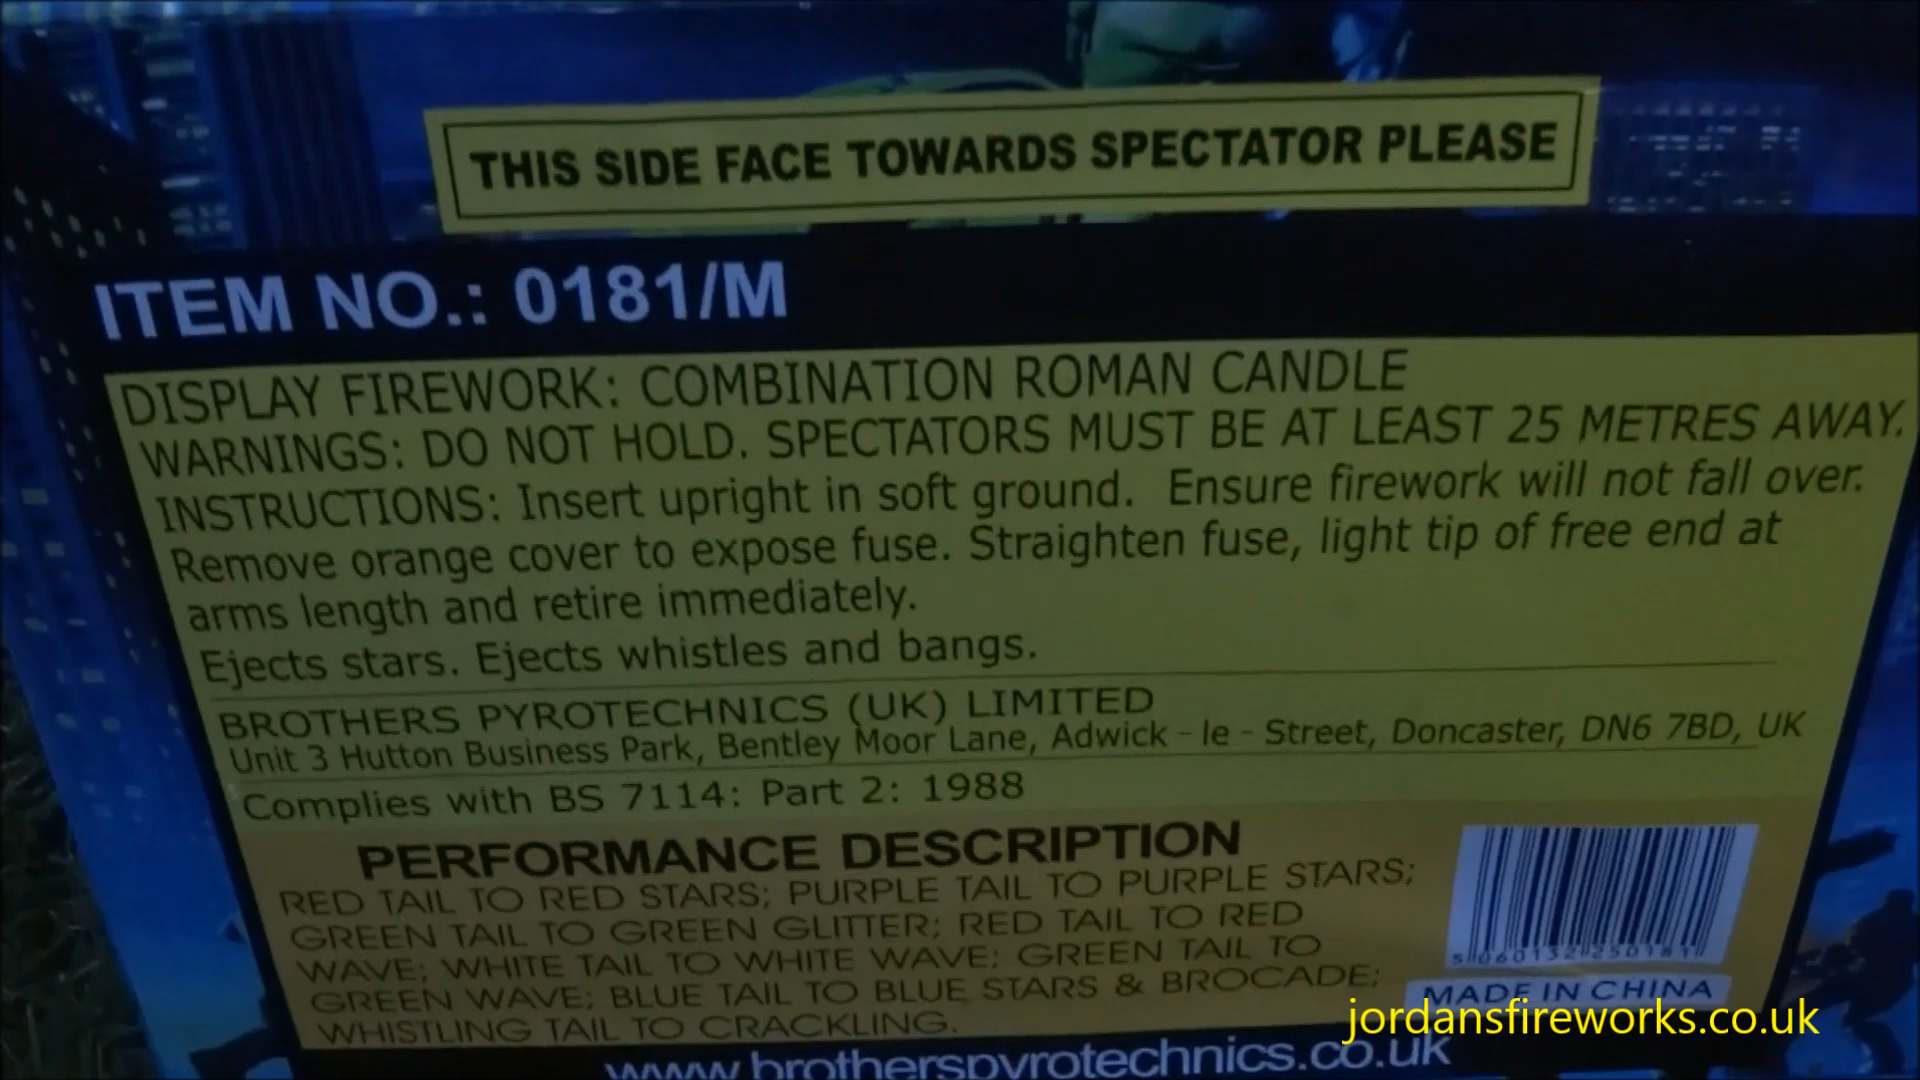 THIS SIDE FACE TOWARDS SPECTATOR PLEASE
ITEM NO.: 0181/M
DISPLAY FIREWORK: COMBINATION ROMAN CANDLE
WARNINGS: DO NOT HOLD. SPECTATORS MUST BE AT LEAST 25 METRES AWAY.
INSTRUCTIONS: Insert upright in soft ground. Ensure firework will not fall over.
Remove orange cover to expose fuse. Straighten fuse, light tip of free end at
arms length and retire immediately.
Ejects stars. Ejects whistles and bangs.
BROTHERS PYROTECHNICS (UK) LIMITED
Unit 3 Hutton Business Park, Bentley Moor Lane, Adwick - le - Street, Doncaster, DN6 7BD, UK
Complies with BS 7114: Part 2: 1988
PERFORMANCE DESCRIPTION
RED TAIL TO RED STARS; PURPLE TAIL TO PURPLE STARS;
GREEN TAIL TO GREEN GLITTER; RED TAIL TO RED
WAVE; WHITE TAIL TO WHITE WAVE; GREEN TAIL TO
GREEN WAVE; BLUE TAIL TO BLUE STARS & BROCADE;
WHISTLING TAIL TO CRACKLING.
5 060132 250181
MADE IN CHINA
jordansfireworks.co.uk
www.brotherspyrotechnics.co.uk